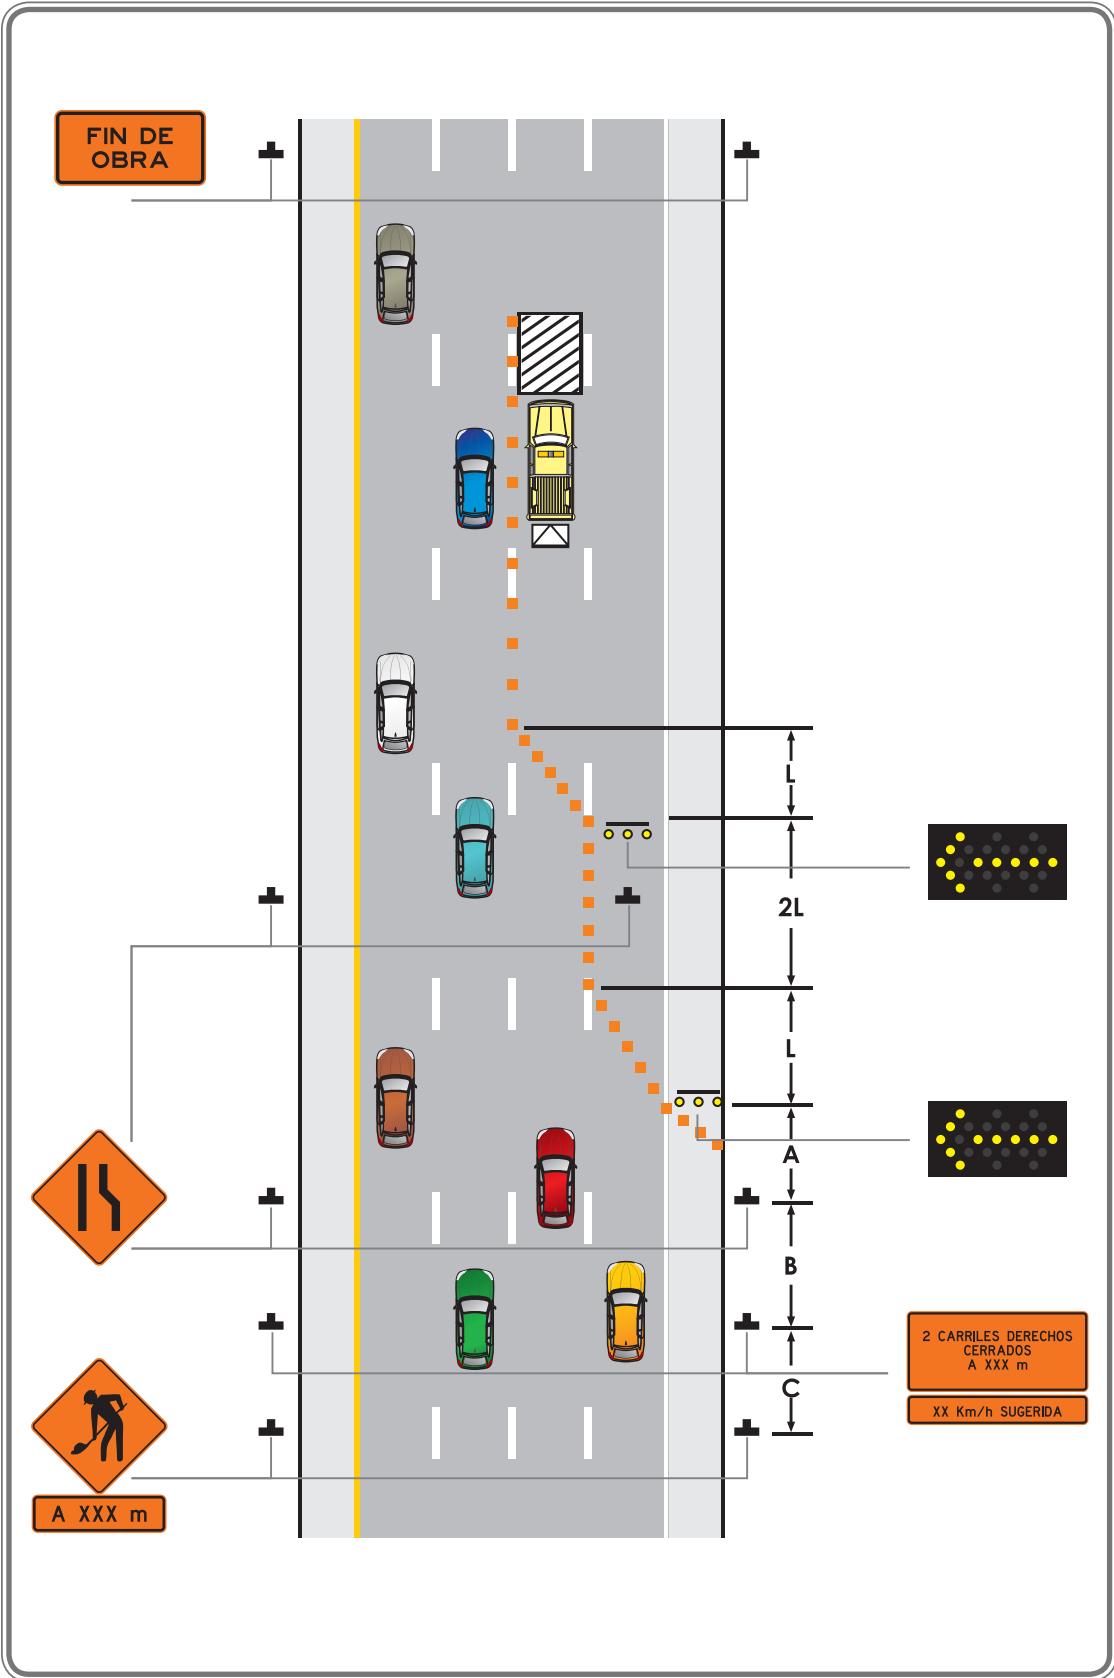 FIN DE
OBRA
L
2L
L
A
B
2 CARRILES DERECHOS
CERRADOS
A XXX m
C
XX Km/h SUGERIDA
A XXX m